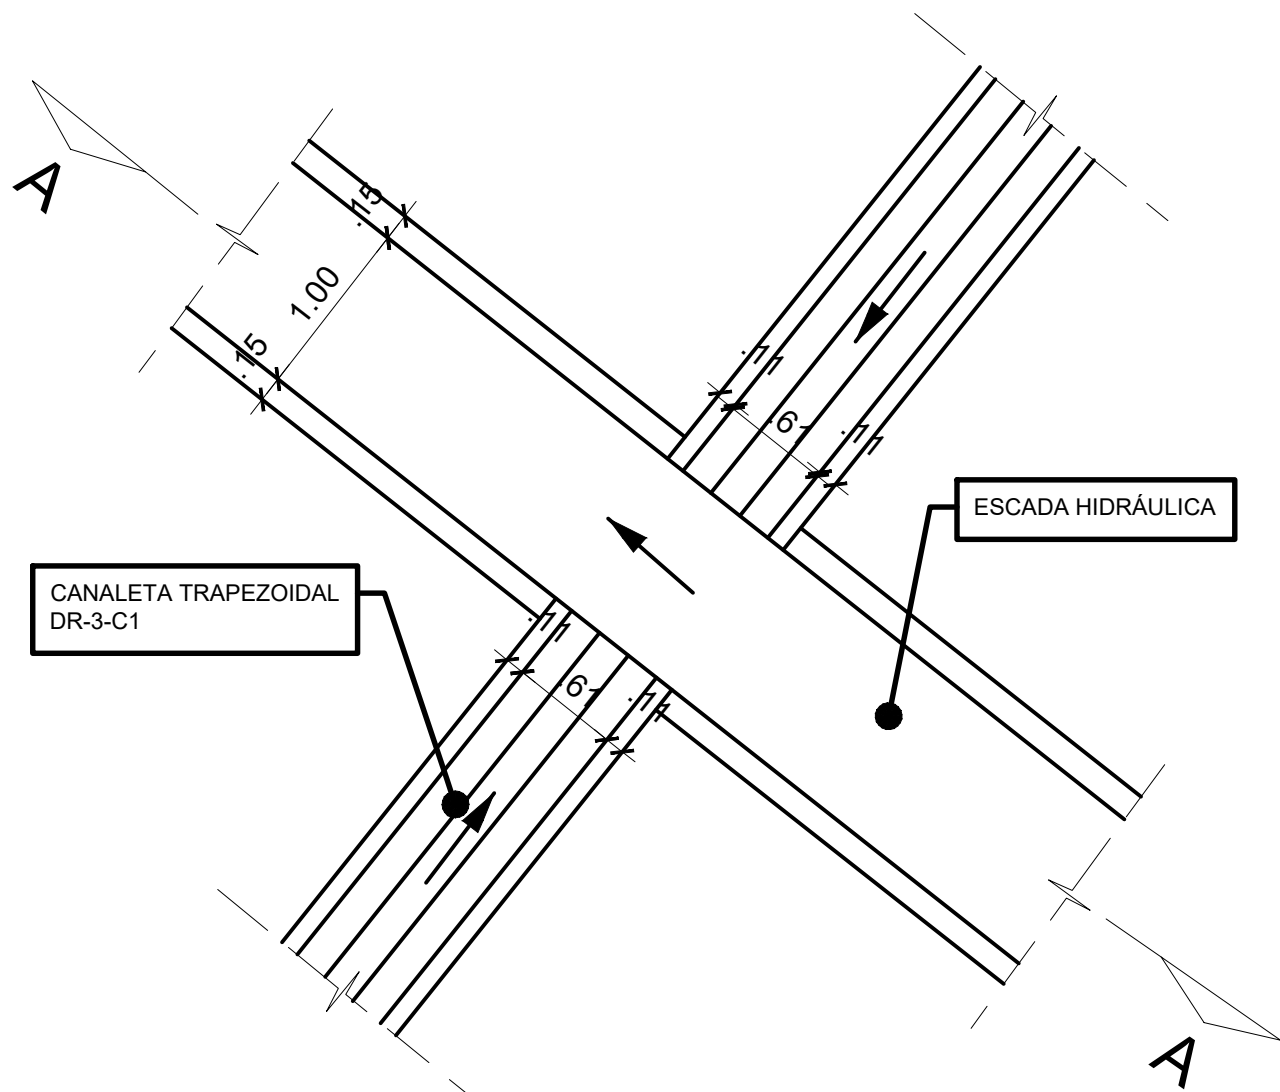 A
.15
1.00
.15
.11
.61
.11
ESCADA HIDRÁULICA
CANALETA TRAPEZOIDAL
DR-3-C1
.11
.61
.11
A